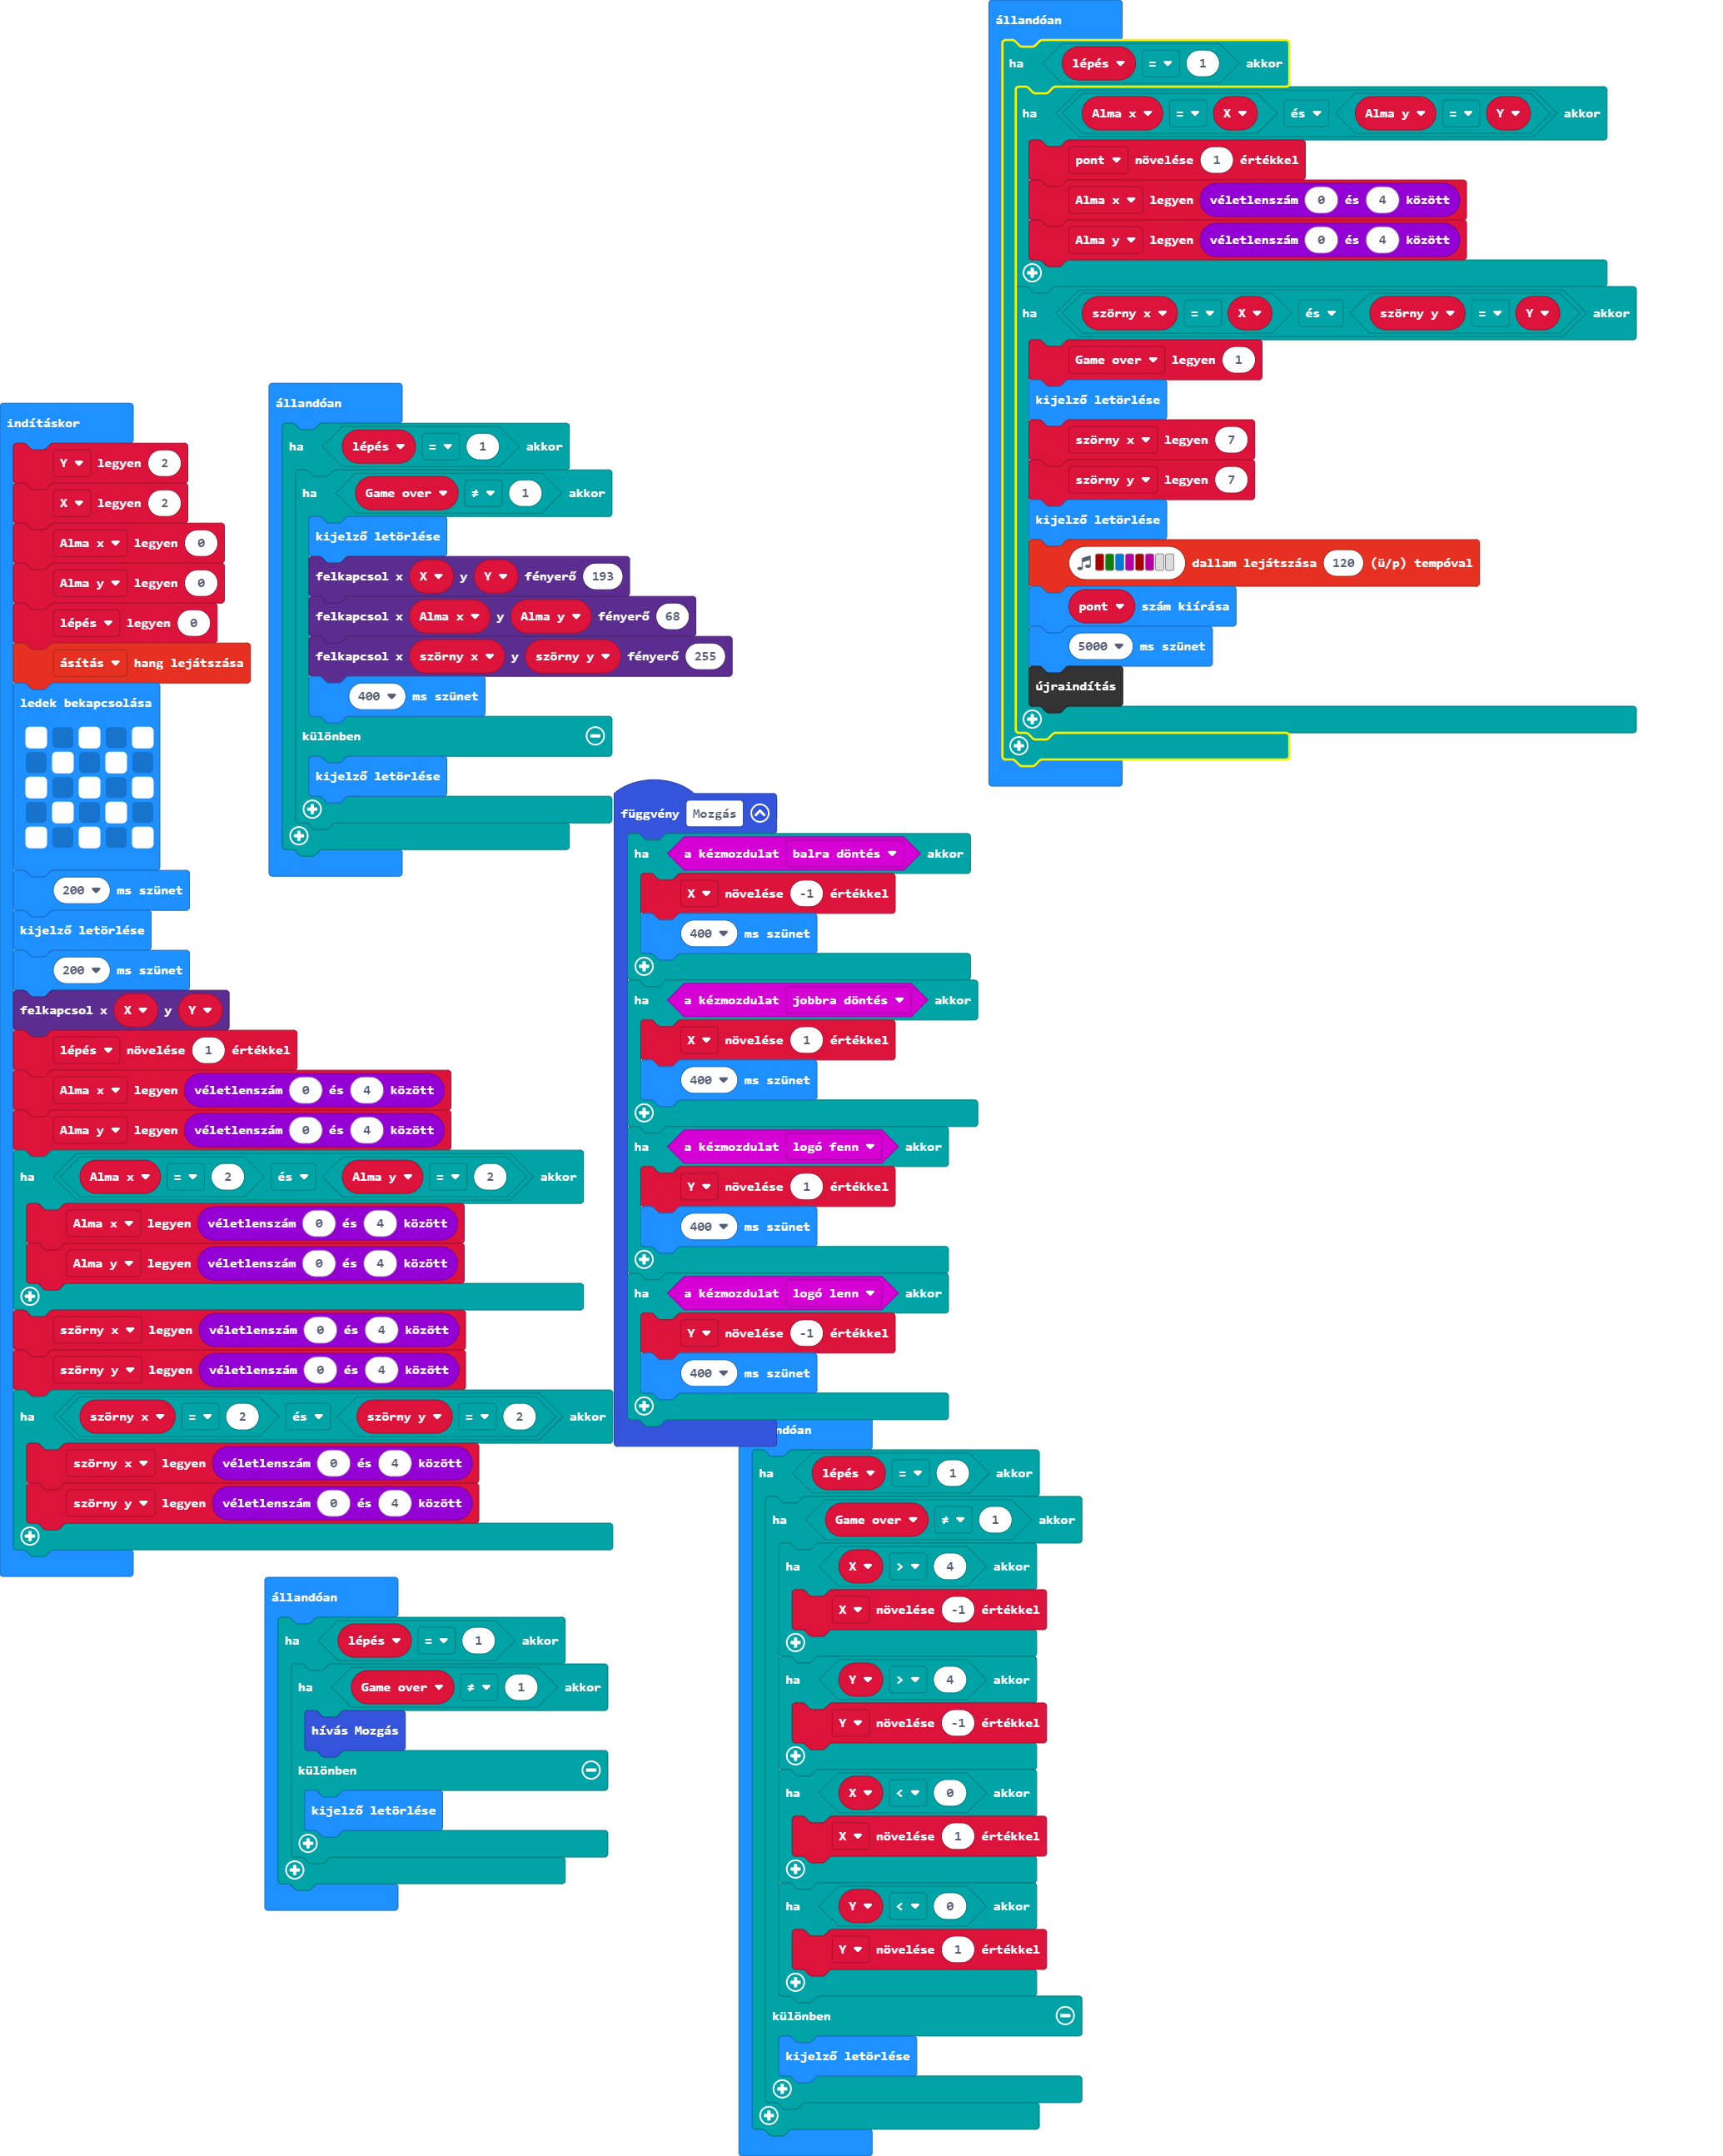 indításkor
Y legyen 2
X legyen 2
Alma x legyen 0
Alma y legyen 0
lépés legyen 0
ásítás hang lejátszása
ledek bekapcsolása
200 ms szünet
kijelző letörlése
200 ms szünet
felkapcsol x X y Y
lépés növelése 1 értékkel
Alma x legyen véletlenszám 0 és 4 között
Alma y legyen véletlenszám 0 és 4 között
ha Alma x = 2 és Alma y = 2 akkor
Alma x legyen véletlenszám 0 és 4 között
Alma y legyen véletlenszám 0 és 4 között
szörny x legyen véletlenszám 0 és 4 között
szörny y legyen véletlenszám 0 és 4 között
ha szörny x = 2 és szörny y = 2 akkor
szörny x legyen véletlenszám 0 és 4 között
szörny y legyen véletlenszám 0 és 4 között
állandóan
ha lépés = 1 akkor
ha Game over ≠ 1 akkor
kijelző letörlése
felkapcsol x X y Y fényerő 193
felkapcsol x Alma x y Alma y fényerő 68
felkapcsol x szörny x y szörny y fényerő 255
400 ms szünet
különben
kijelző letörlése
állandóan
ha lépés = 1 akkor
ha Game over ≠ 1 akkor
hívás Mozgás
különben
kijelző letörlése
függvény Mozgás
ha a kézmozdulat balra döntés akkor
X növelése -1 értékkel
400 ms szünet
ha a kézmozdulat jobbra döntés akkor
X növelése 1 értékkel
400 ms szünet
ha a kézmozdulat logó fenn akkor
Y növelése 1 értékkel
400 ms szünet
ha a kézmozdulat logó lenn akkor
Y növelése -1 értékkel
400 ms szünet
ndóan
ha lépés = 1 akkor
ha Game over ≠ 1 akkor
ha X > 4 akkor
X növelése -1 értékkel
ha Y > 4 akkor
Y növelése -1 értékkel
ha X < 0 akkor
X növelése 1 értékkel
ha Y < 0 akkor
Y növelése 1 értékkel
különben
kijelző letörlése
állandóan
ha lépés = 1 akkor
ha Alma x = X és Alma y = Y akkor
pont növelése 1 értékkel
Alma x legyen véletlenszám 0 és 4 között
Alma y legyen véletlenszám 0 és 4 között
ha szörny x = X és szörny y = Y akkor
Game over legyen 1
kijelző letörlése
szörny x legyen 7
szörny y legyen 7
kijelző letörlése
dallam lejátszása 120 (ü/p) tempóval
pont szám kiírása
5000 ms szünet
újraindítás